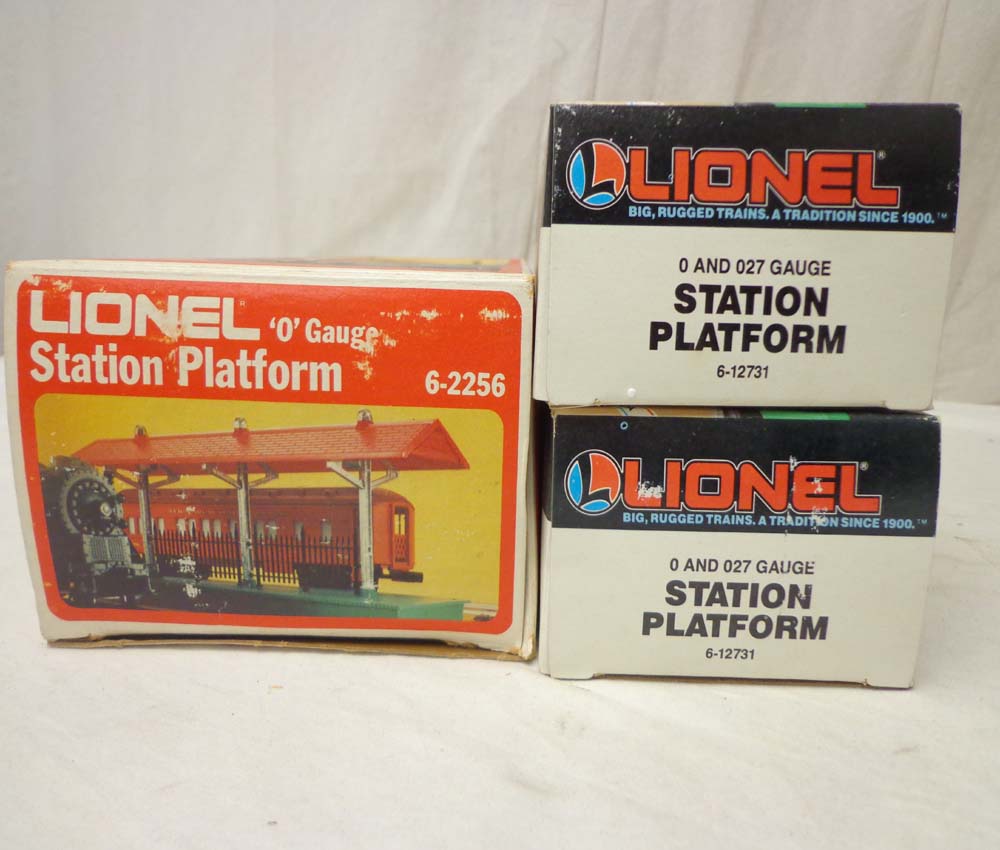 LIONEL® 'O' Gauge
Station Platform
6-2256
LIONEL®
BIG, RUGGED TRAINS. A TRADITION SINCE 1900.™
0 AND 027 GAUGE
STATION
PLATFORM
6-12731
LIONEL®
BIG, RUGGED TRAINS. A TRADITION SINCE 1900.™
0 AND 027 GAUGE
STATION
PLATFORM
6-12731